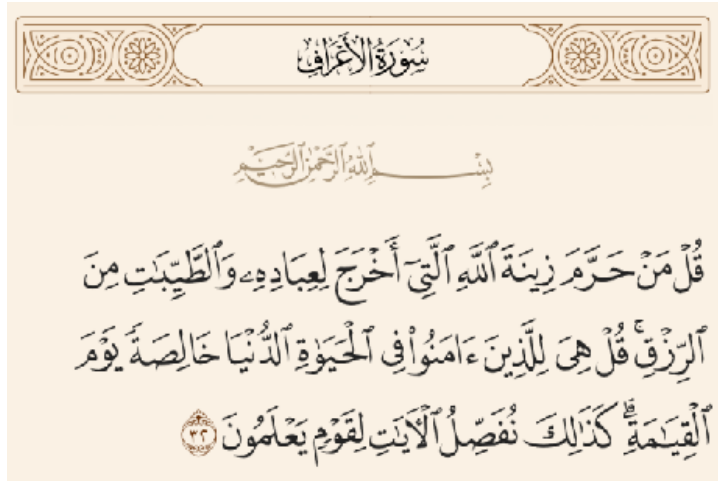 سُورَةُ الأَعْرَافِ
بِسْمِ ٱللَّهِ ٱلرَّحْمَٰنِ ٱلرَّحِيمِ
قُلْ مَنْ حَرَّمَ زِينَةَ ٱللَّهِ ٱلَّتِىٓ أَخْرَجَ لِعِبَادِهِۦ وَٱلطَّيِّبَٰتِ مِنَ
ٱلرِّزْقِ ۚ قُلْ هِىَ لِلَّذِينَ ءَامَنُوا۟ فِى ٱلْحَيَوٰةِ ٱلدُّنْيَا خَالِصَةً يَوْمَ
ٱلْقِيَٰمَةِ ۗ كَذَٰلِكَ نُفَصِّلُ ٱلْـَٔايَٰتِ لِقَوْمٍ يَعْلَمُونَ ٣٢